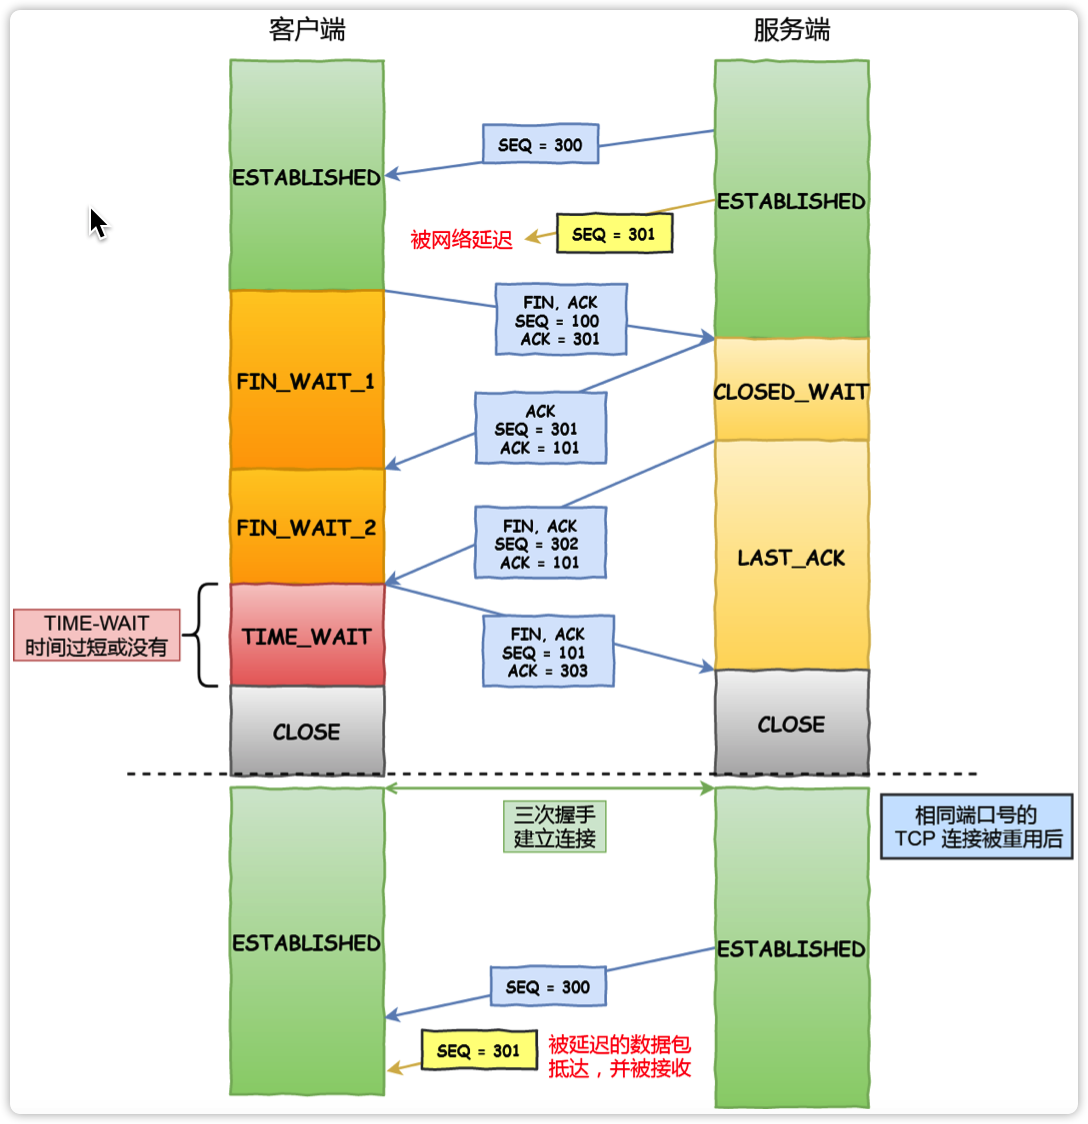 客户端
服务端
SEQ = 300
ESTABLISHED
ESTABLISHED
SEQ = 301
被网络延迟
FIN, ACK
SEQ = 100
ACK = 301
FIN_WAIT_1
CLOSED_WAIT
ACK
SEQ = 301
ACK = 101
FIN_WAIT_2
FIN, ACK
SEQ = 302
ACK = 101
LAST_ACK
TIME-WAIT
时间过短或没有
TIME_WAIT
FIN, ACK
SEQ = 101
ACK = 303
CLOSE
CLOSE
三次握手
建立连接
相同端口号的
TCP 连接被重用后
ESTABLISHED
ESTABLISHED
SEQ = 300
SEQ = 301
被延迟的数据包
抵达，并被接收